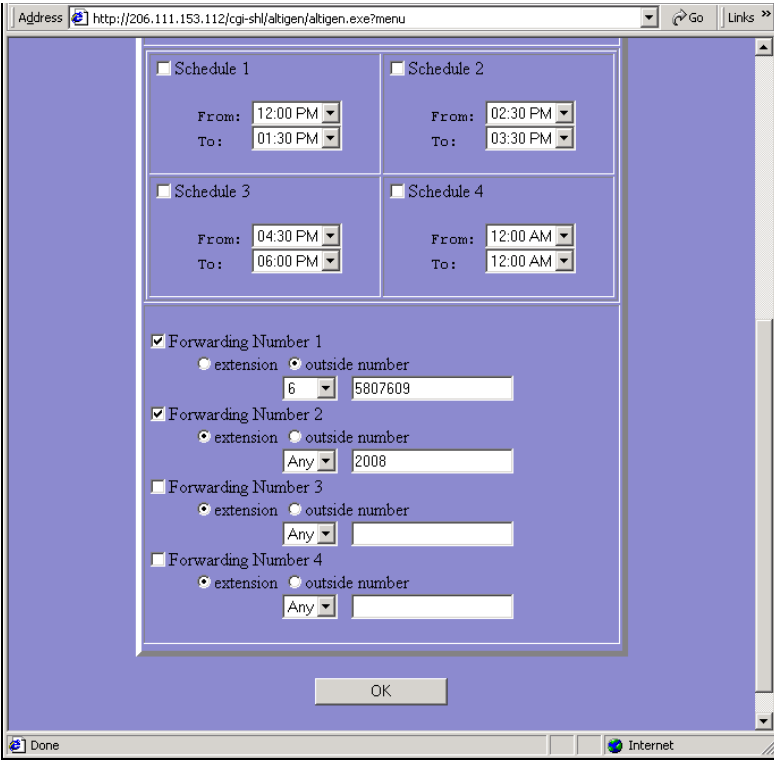 Address http://206.111.153.112/cgi-shl/altigen/altigen.exe?menu Go Links »
Schedule 1 Schedule 2
From: 12:00 PM From: 02:30 PM
To: 01:30 PM To: 03:30 PM
Schedule 3 Schedule 4
From: 04:30 PM From: 12:00 AM
To: 06:00 PM To: 12:00 AM
Forwarding Number 1
extension outside number
6 5807609
Forwarding Number 2
extension outside number
Any 2008
Forwarding Number 3
extension outside number
Any
Forwarding Number 4
extension outside number
Any
OK
Done Internet